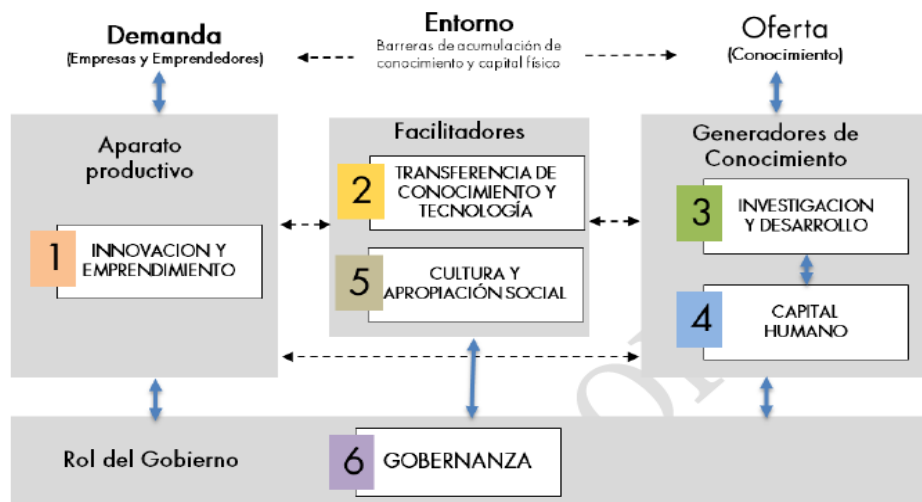 Demanda
(Empresas y Emprendedores)
Entorno
Barreras de acumulación de
conocimiento y capital físico
Oferta
(Conocimiento)
Aparato
productivo
1
INNOVACION Y
EMPRENDIMIENTO
Facilitadores
2
TRANSFERENCIA DE
CONOCIMIENTO Y
TECNOLOGÍA
5
CULTURA Y
APROPIACIÓN SOCIAL
Generadores de
Conocimiento
3
INVESTIGACION
Y DESARROLLO
4
CAPITAL
HUMANO
Rol del Gobierno
6
GOBERNANZA